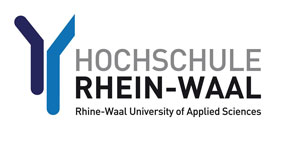 HOCHSCHULE
RHEIN-WAAL
Rhine-Waal University of Applied Sciences